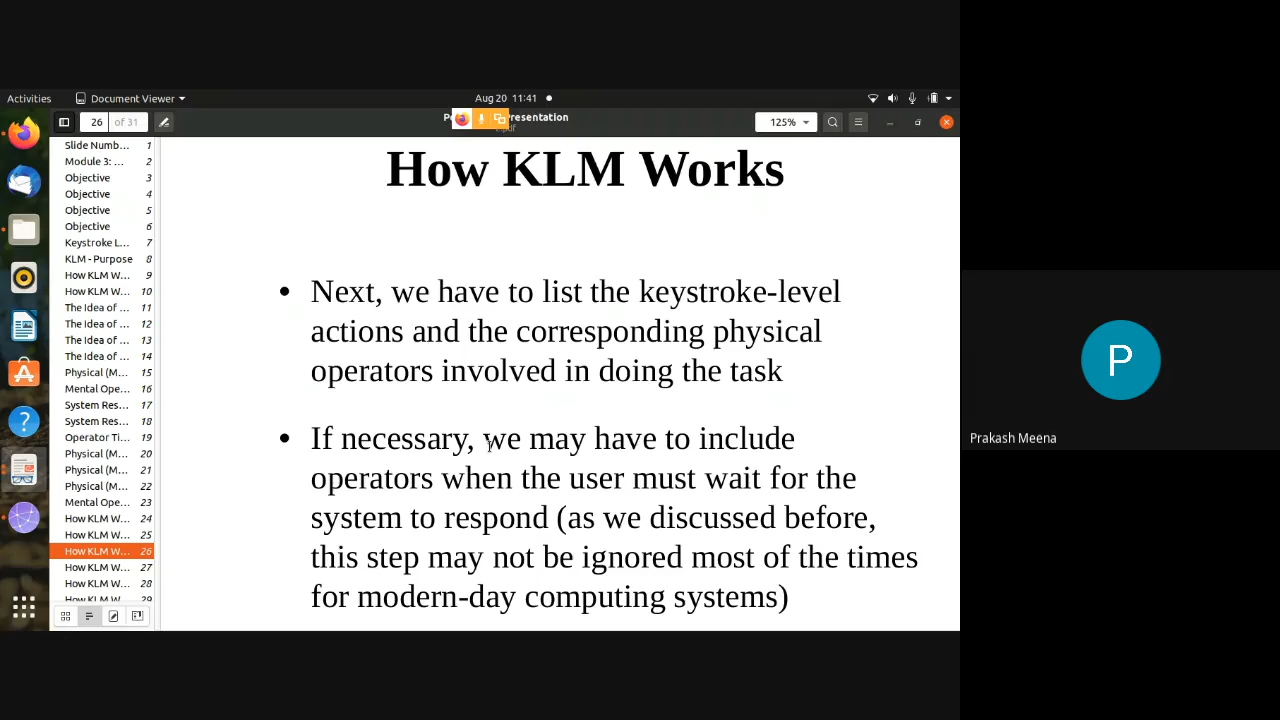 Activities
Document Viewer
Aug 20 11:41
26
of 31
Presentation
125%
Slide Numb... 1
Module 3: ... 2
Objective 3
Objective 4
Objective 5
Objective 6
Keystroke L... 7
KLM - Purpose 8
How KLM W... 9
How KLM W... 10
The Idea of ... 11
The Idea of ... 12
The Idea of ... 13
The Idea of ... 14
Physical (M... 15
Mental Ope... 16
System Res... 17
System Res... 18
Operator Ti... 19
Physical (M... 20
Physical (M... 21
Physical (M... 22
Mental Ope... 23
How KLM W... 24
How KLM W... 25
How KLM W... 26
How KLM W... 27
How KLM W... 28
How KLM W... 29
How KLM Works
• Next, we have to list the keystroke-level
actions and the corresponding physical
operators involved in doing the task
• If necessary, we may have to include
operators when the user must wait for the
system to respond (as we discussed before,
this step may not be ignored most of the times
for modern-day computing systems)
P
Prakash Meena